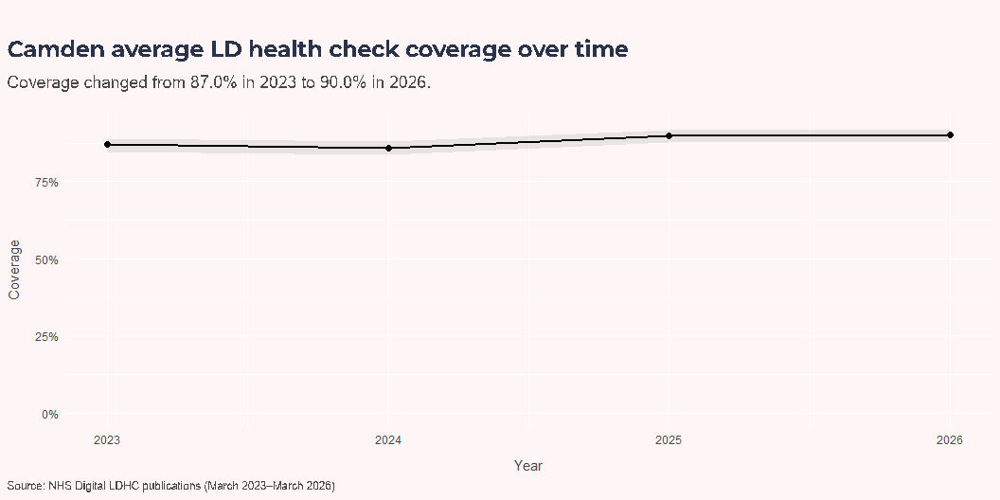 Camden average LD health check coverage over time
Coverage changed from 87.0% in 2023 to 90.0% in 2026.
75%
50%
25%
0%
Coverage
2023 2024 2025 2026
Year
Source: NHS Digital LDHC publications (March 2023–March 2026)